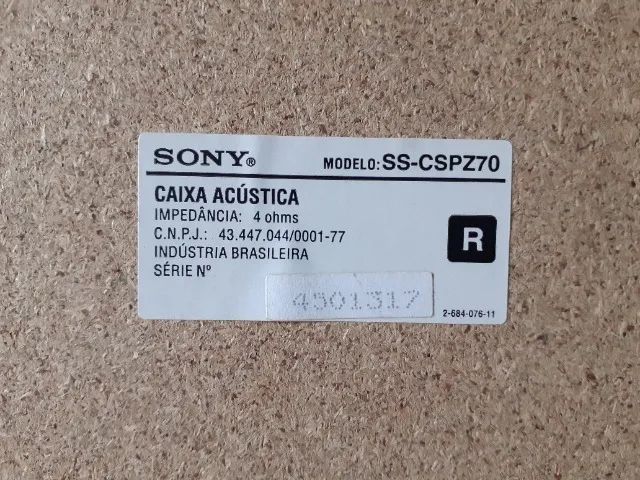 SONY®
MODELO: SS-CSPZ70
CAIXA ACÚSTICA
IMPEDÂNCIA: 4 ohms
C.N.P.J.: 43.447.044/0001-77
INDÚSTRIA BRASILEIRA
SÉRIE Nº
4501317
R
2-684-076-11